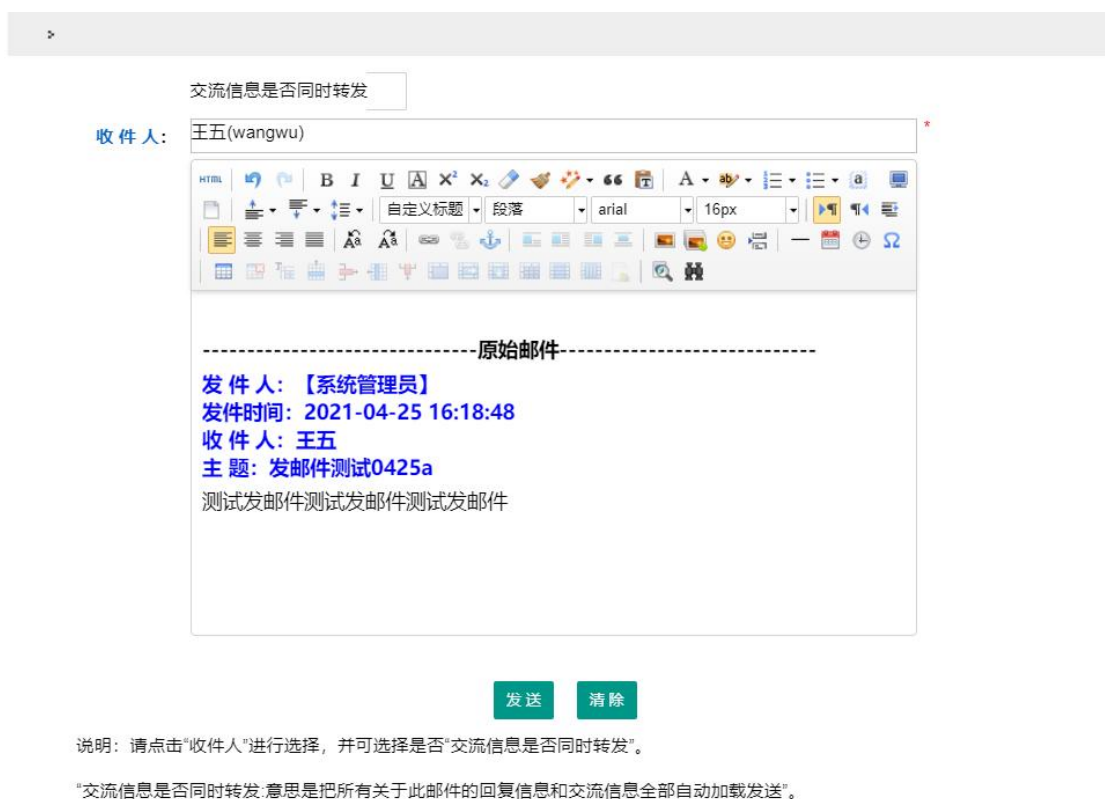 >
交流信息是否同时转发
收 件 人： 王五(wangwu) *
HTML B I U A X² X₂ A ab a
自定义标题 段落 arial 16px
Aa Aa Ω
-------------------------------原始邮件-----------------------------
发 件 人：【系统管理员】
发件时间：2021-04-25 16:18:48
收 件 人：王五
主 题：发邮件测试0425a
测试发邮件测试发邮件测试发邮件
发 送 清 除
说明：请点击“收件人”进行选择，并可选择是否“交流信息是否同时转发”。
“交流信息是否同时转发:意思是把所有关于此邮件的回复信息和交流信息全部自动加载发送”。